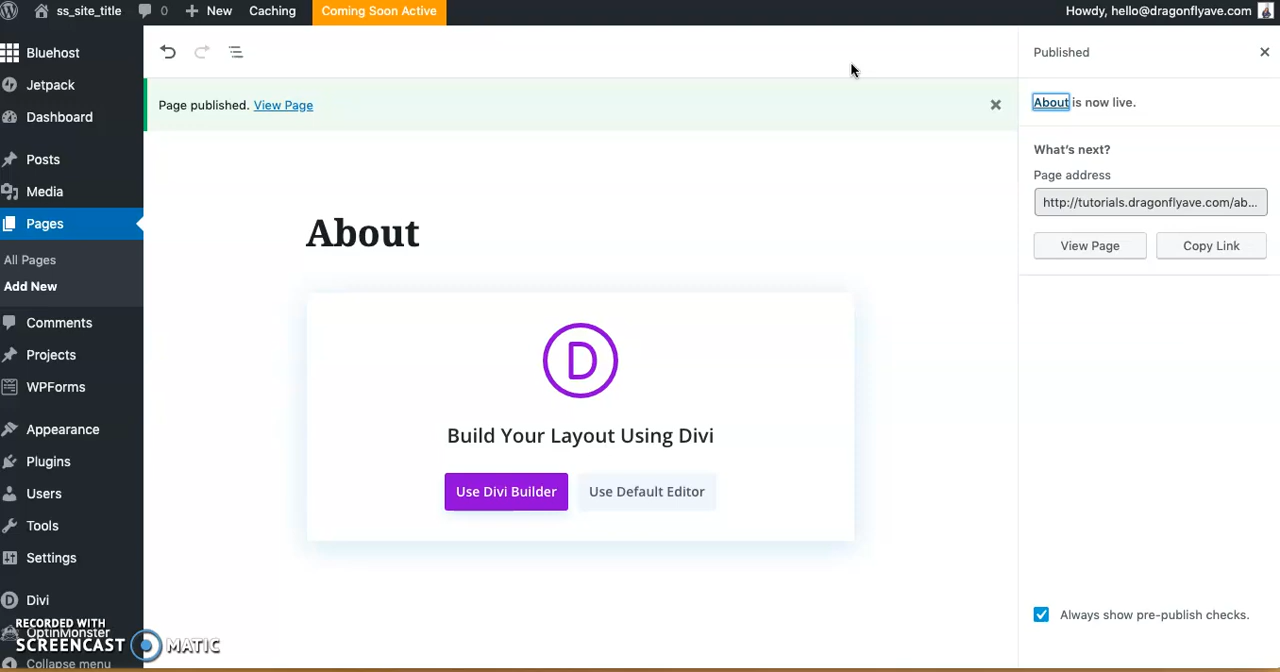 ss_site_title 0 New Caching Coming Soon Active Howdy, hello@dragonflyave.com
Bluehost
Jetpack
Dashboard
Posts
Media
Pages
All Pages
Add New
Comments
Projects
WPForms
Appearance
Plugins
Users
Tools
Settings
Divi
OptinMonster
Collapse menu
RECORDED WITH
SCREENCAST MATIC
Page published. View Page
About
D
Build Your Layout Using Divi
Use Divi Builder Use Default Editor
Published
About is now live.
What's next?
Page address
http://tutorials.dragonflyave.com/ab...
View Page Copy Link
Always show pre-publish checks.